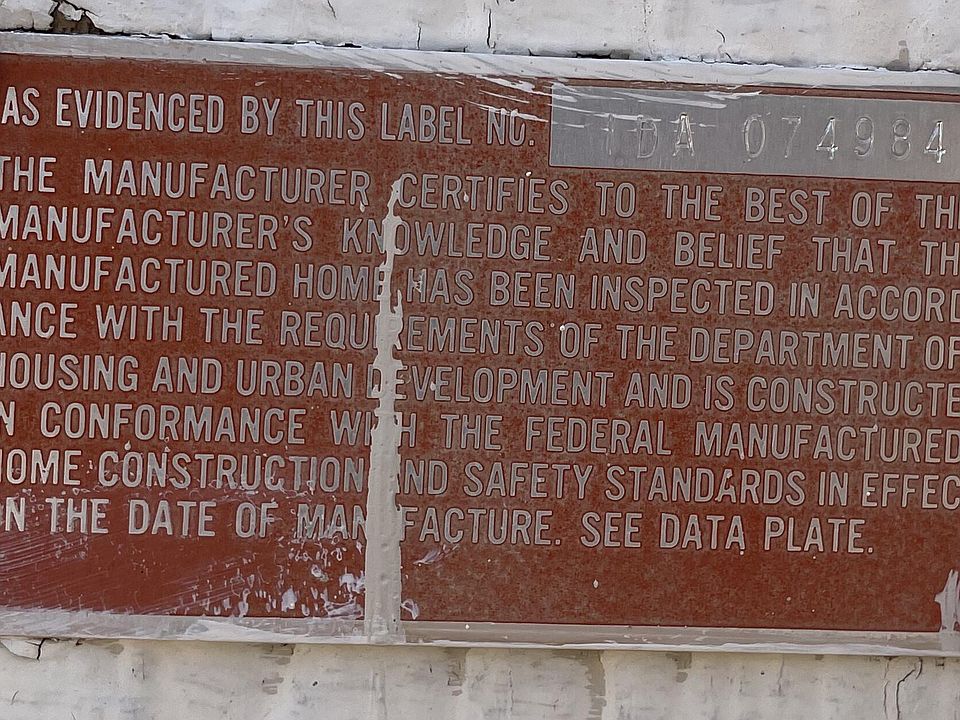 AS EVIDENCED BY THIS LABEL NO. IDA 074984
THE MANUFACTURER CERTIFIES TO THE BEST OF TH
MANUFACTURER'S KNOWLEDGE AND BELIEF THAT TH
MANUFACTURED HOME HAS BEEN INSPECTED IN ACCORD
ANCE WITH THE REQUIREMENTS OF THE DEPARTMENT OF
HOUSING AND URBAN DEVELOPMENT AND IS CONSTRUCTE
IN CONFORMANCE WITH THE FEDERAL MANUFACTURED
HOME CONSTRUCTION AND SAFETY STANDARDS IN EFFEC
ON THE DATE OF MANUFACTURE. SEE DATA PLATE.